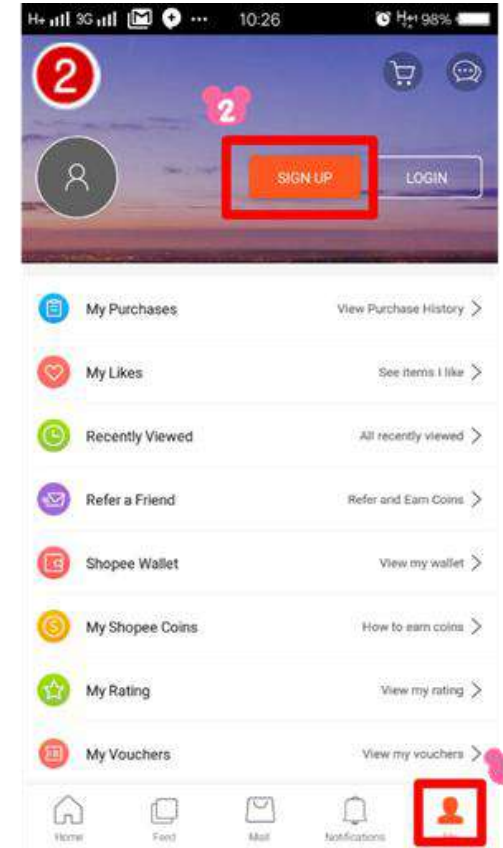 H+ 3G ... 10:26 98%
2
2
SIGN UP LOGIN
My Purchases View Purchase History >
My Likes See items I like >
Recently Viewed All recently viewed >
Refer a Friend Refer and Earn Coins >
Shopee Wallet View my wallet >
My Shopee Coins How to earn coins >
My Rating View my rating >
My Vouchers View my vouchers >
Home Feed Mall Notifications